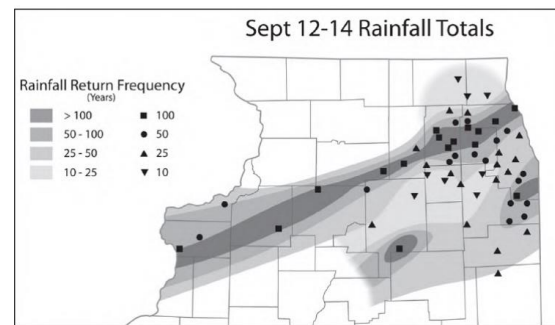 Sept 12-14 Rainfall Totals
Rainfall Return Frequency
(Years)
> 100 100
50 - 100 50
25 - 50 25
10 - 25 10